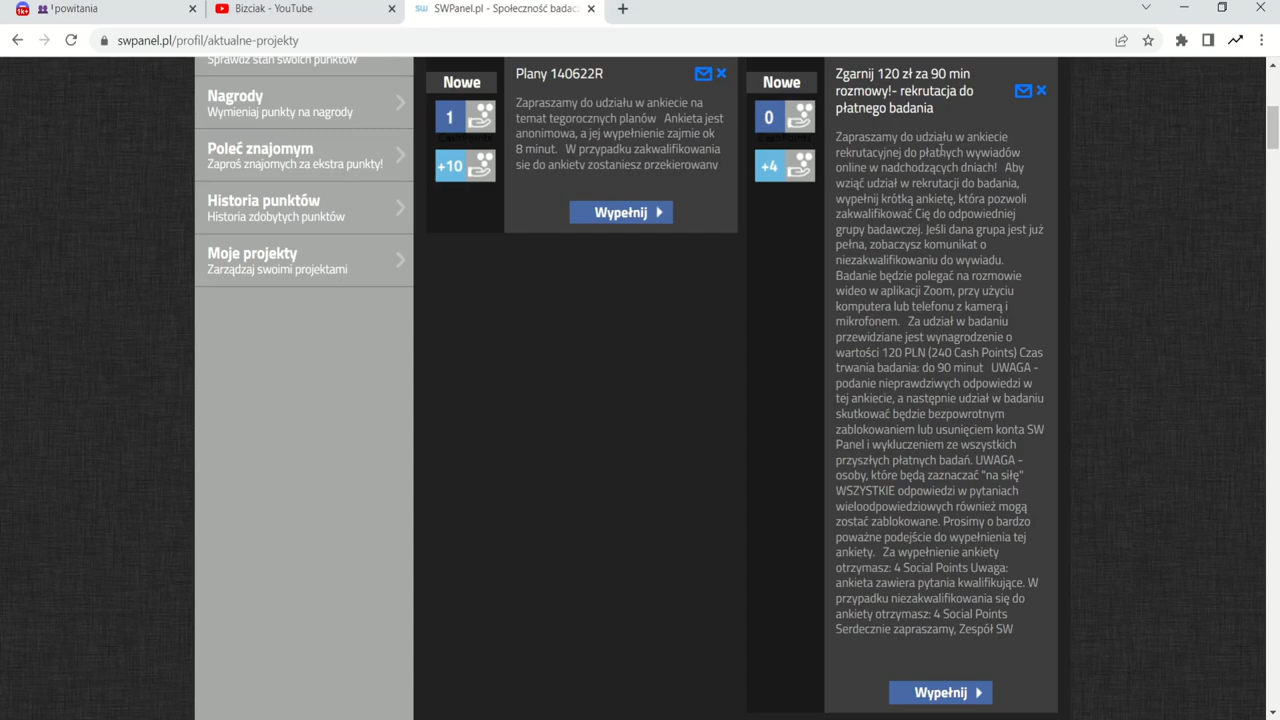 1K+
powitania
Bizciak - YouTube
SWPanel.pl - Społeczność badac
swpanel.pl/profil/aktualne-projekty
Sprawdź stan swoich punktów
Nagrody
Wymieniaj punkty na nagrody
Poleć znajomym
Zaproś znajomych za ekstra punkty!
Historia punktów
Historia zdobytych punktów
Moje projekty
Zarządzaj swoimi projektami
Nowe
1
+10
Plany 140622R
Zapraszamy do udziału w ankiecie na
temat tegorocznych planów Ankieta jest
anonimowa, a jej wypełnienie zajmie ok
8 minut. W przypadku zakwalifikowania
się do ankiety zostaniesz przekierowany
Wypełnij
Nowe
0
+4
Zgarnij 120 zł za 90 min
rozmowy!- rekrutacja do
płatnego badania
Zapraszamy do udziału w ankiecie
rekrutacyjnej do płatnych wywiadów
online w nadchodzących dniach! Aby
wziąć udział w rekrutacji do badania,
wypełnij krótką ankietę, która pozwoli
zakwalifikować Cię do odpowiedniej
grupy badawczej. Jeśli dana grupa jest już
pełna, zobaczysz komunikat o
niezakwalifikowaniu do wywiadu.
Badanie będzie polegać na rozmowie
wideo w aplikacji Zoom, przy użyciu
komputera lub telefonu z kamerą i
mikrofonem. Za udział w badaniu
przewidziane jest wynagrodzenie o
wartości 120 PLN (240 Cash Points) Czas
trwania badania: do 90 minut UWAGA -
podanie nieprawdziwych odpowiedzi w
tej ankiecie, a następnie udział w badaniu
skutkować będzie bezpowrotnym
zablokowaniem lub usunięciem konta SW
Panel i wykluczeniem ze wszystkich
przyszłych płatnych badań. UWAGA -
osoby, które będą zaznaczać "na siłę"
WSZYSTKIE odpowiedzi w pytaniach
wieloodpowiedziowych również mogą
zostać zablokowane. Prosimy o bardzo
poważne podejście do wypełnienia tej
ankiety. Za wypełnienie ankiety
otrzymasz: 4 Social Points Uwaga:
ankieta zawiera pytania kwalifikujące. W
przypadku niezakwalifikowania się do
ankiety otrzymasz: 4 Social Points
Serdecznie zapraszamy, Zespół SW
Wypełnij